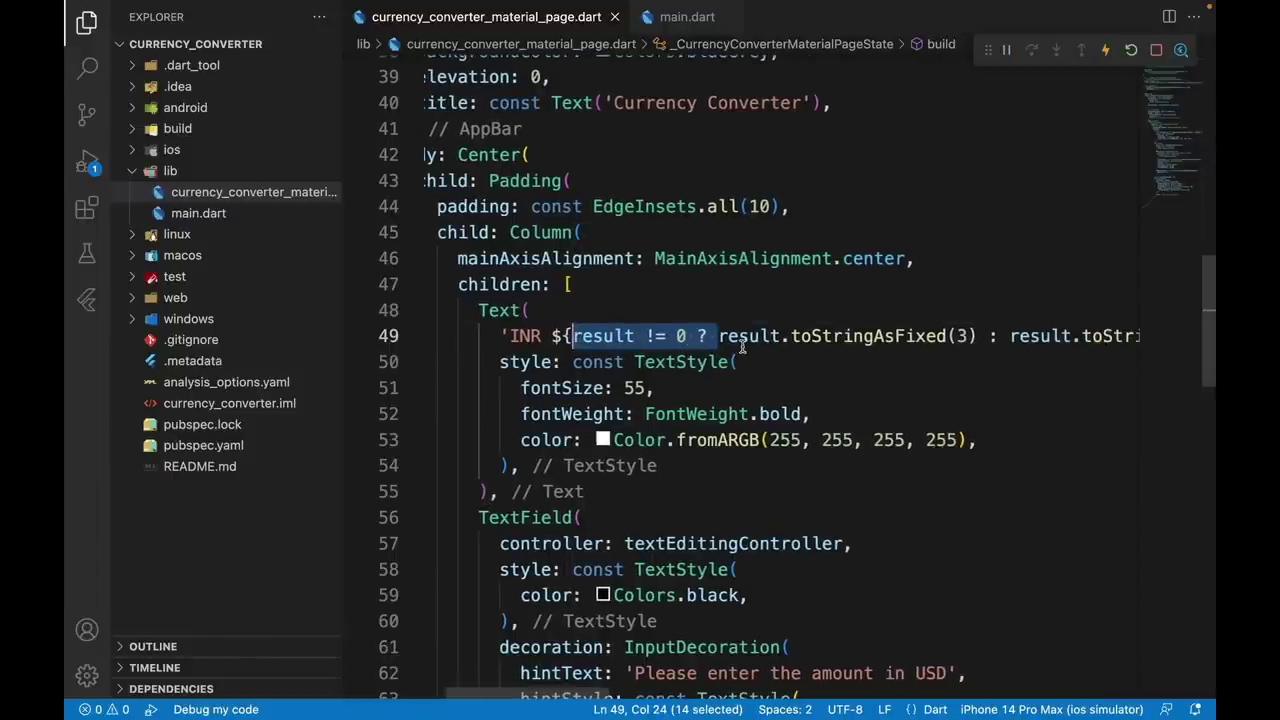 EXPLORER
CURRENCY_CONVERTER
.dart_tool
.idea
android
build
ios
lib
currency_converter_materi...
main.dart
linux
macos
test
web
windows
.gitignore
.metadata
analysis_options.yaml
currency_converter.iml
pubspec.lock
pubspec.yaml
README.md
OUTLINE
TIMELINE
DEPENDENCIES
1
currency_converter_material_page.dart
main.dart
lib > currency_converter_material_page.dart > _CurrencyConverterMaterialPageState > build
39 elevation: 0,
40 title: const Text('Currency Converter'),
41 // AppBar
42 y: Center(
43 child: Padding(
44 padding: const EdgeInsets.all(10),
45 child: Column(
46 mainAxisAlignment: MainAxisAlignment.center,
47 children: [
48 Text(
49 'INR ${result != 0 ? result.toStringAsFixed(3) : result.toStri
50 style: const TextStyle(
51 fontSize: 55,
52 fontWeight: FontWeight.bold,
53 color: Color.fromARGB(255, 255, 255, 255),
54 ), // TextStyle
55 ), // Text
56 TextField(
57 controller: textEditingController,
58 style: const TextStyle(
59 color: Colors.black,
60 ), // TextStyle
61 decoration: InputDecoration(
62 hintText: 'Please enter the amount in USD',
63 hintStyle: const TextStyle(
0 0 Debug my code Ln 49, Col 24 (14 selected) Spaces: 2 UTF-8 LF {} Dart iPhone 14 Pro Max (ios simulator)